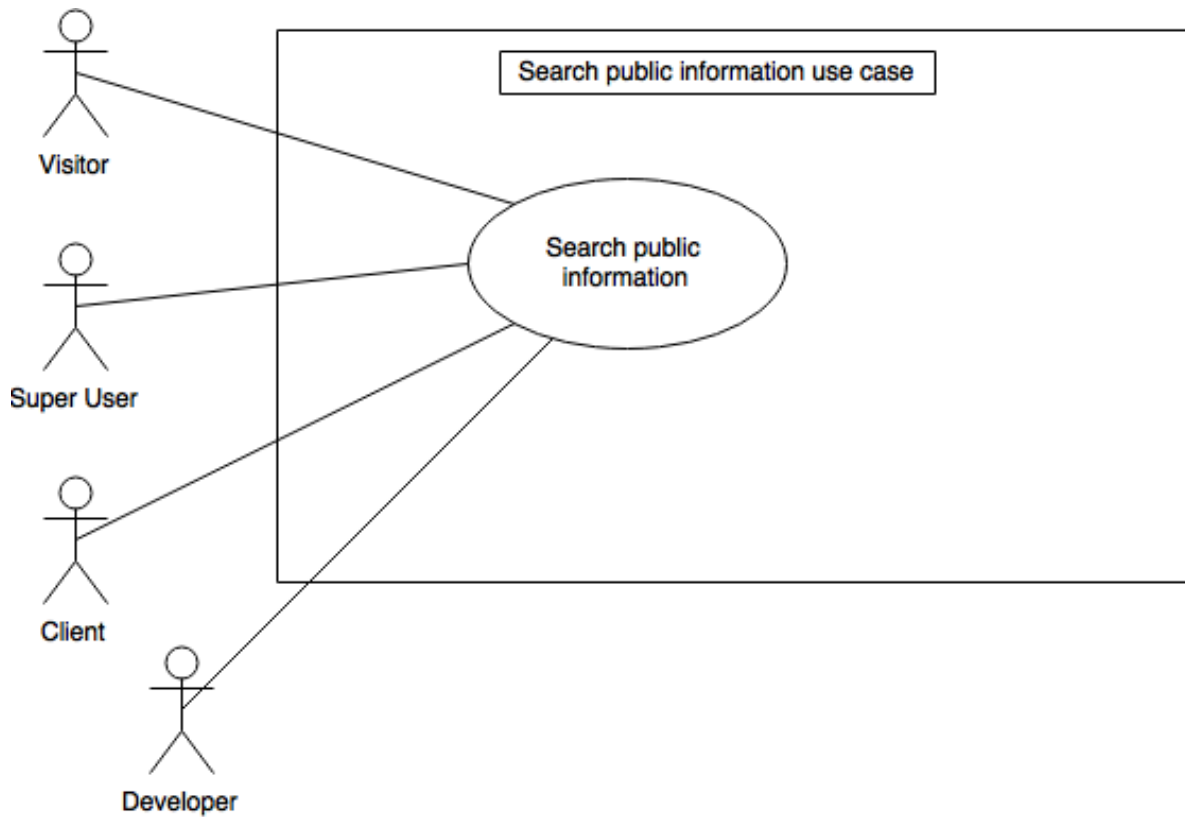 Search public information use case
Visitor
Search public
information
Super User
Client
Developer